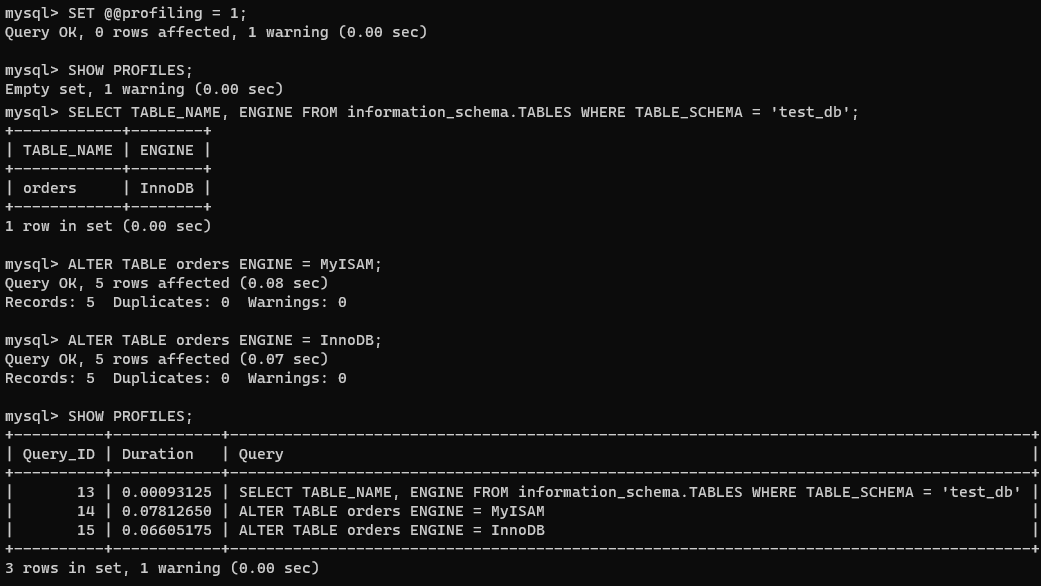 mysql> SET @@profiling = 1;
Query OK, 0 rows affected, 1 warning (0.00 sec)

mysql> SHOW PROFILES;
Empty set, 1 warning (0.00 sec)
mysql> SELECT TABLE_NAME, ENGINE FROM information_schema.TABLES WHERE TABLE_SCHEMA = 'test_db';
+------------+--------+
| TABLE_NAME | ENGINE |
+------------+--------+
| orders     | InnoDB |
+------------+--------+
1 row in set (0.00 sec)

mysql> ALTER TABLE orders ENGINE = MyISAM;
Query OK, 5 rows affected (0.08 sec)
Records: 5  Duplicates: 0  Warnings: 0

mysql> ALTER TABLE orders ENGINE = InnoDB;
Query OK, 5 rows affected (0.07 sec)
Records: 5  Duplicates: 0  Warnings: 0

mysql> SHOW PROFILES;
+----------+------------+-----------------------------------------------------------------------------------------+
| Query_ID | Duration   | Query                                                                                   |
+----------+------------+-----------------------------------------------------------------------------------------+
|       13 | 0.00093125 | SELECT TABLE_NAME, ENGINE FROM information_schema.TABLES WHERE TABLE_SCHEMA = 'test_db' |
|       14 | 0.07812650 | ALTER TABLE orders ENGINE = MyISAM                                                      |
|       15 | 0.06605175 | ALTER TABLE orders ENGINE = InnoDB                                                      |
+----------+------------+-----------------------------------------------------------------------------------------+
3 rows in set, 1 warning (0.00 sec)